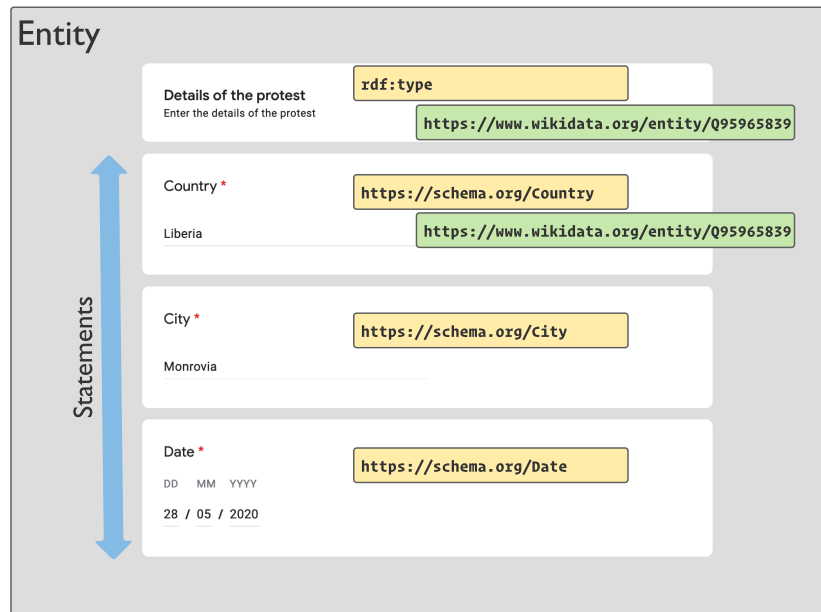 Entity
Details of the protest
Enter the details of the protest
rdf:type
https://www.wikidata.org/entity/Q95965839
Country *
https://schema.org/Country
Liberia
https://www.wikidata.org/entity/Q95965839
City *
https://schema.org/City
Monrovia
Date *
https://schema.org/Date
DD MM YYYY
28 / 05 / 2020
Statements